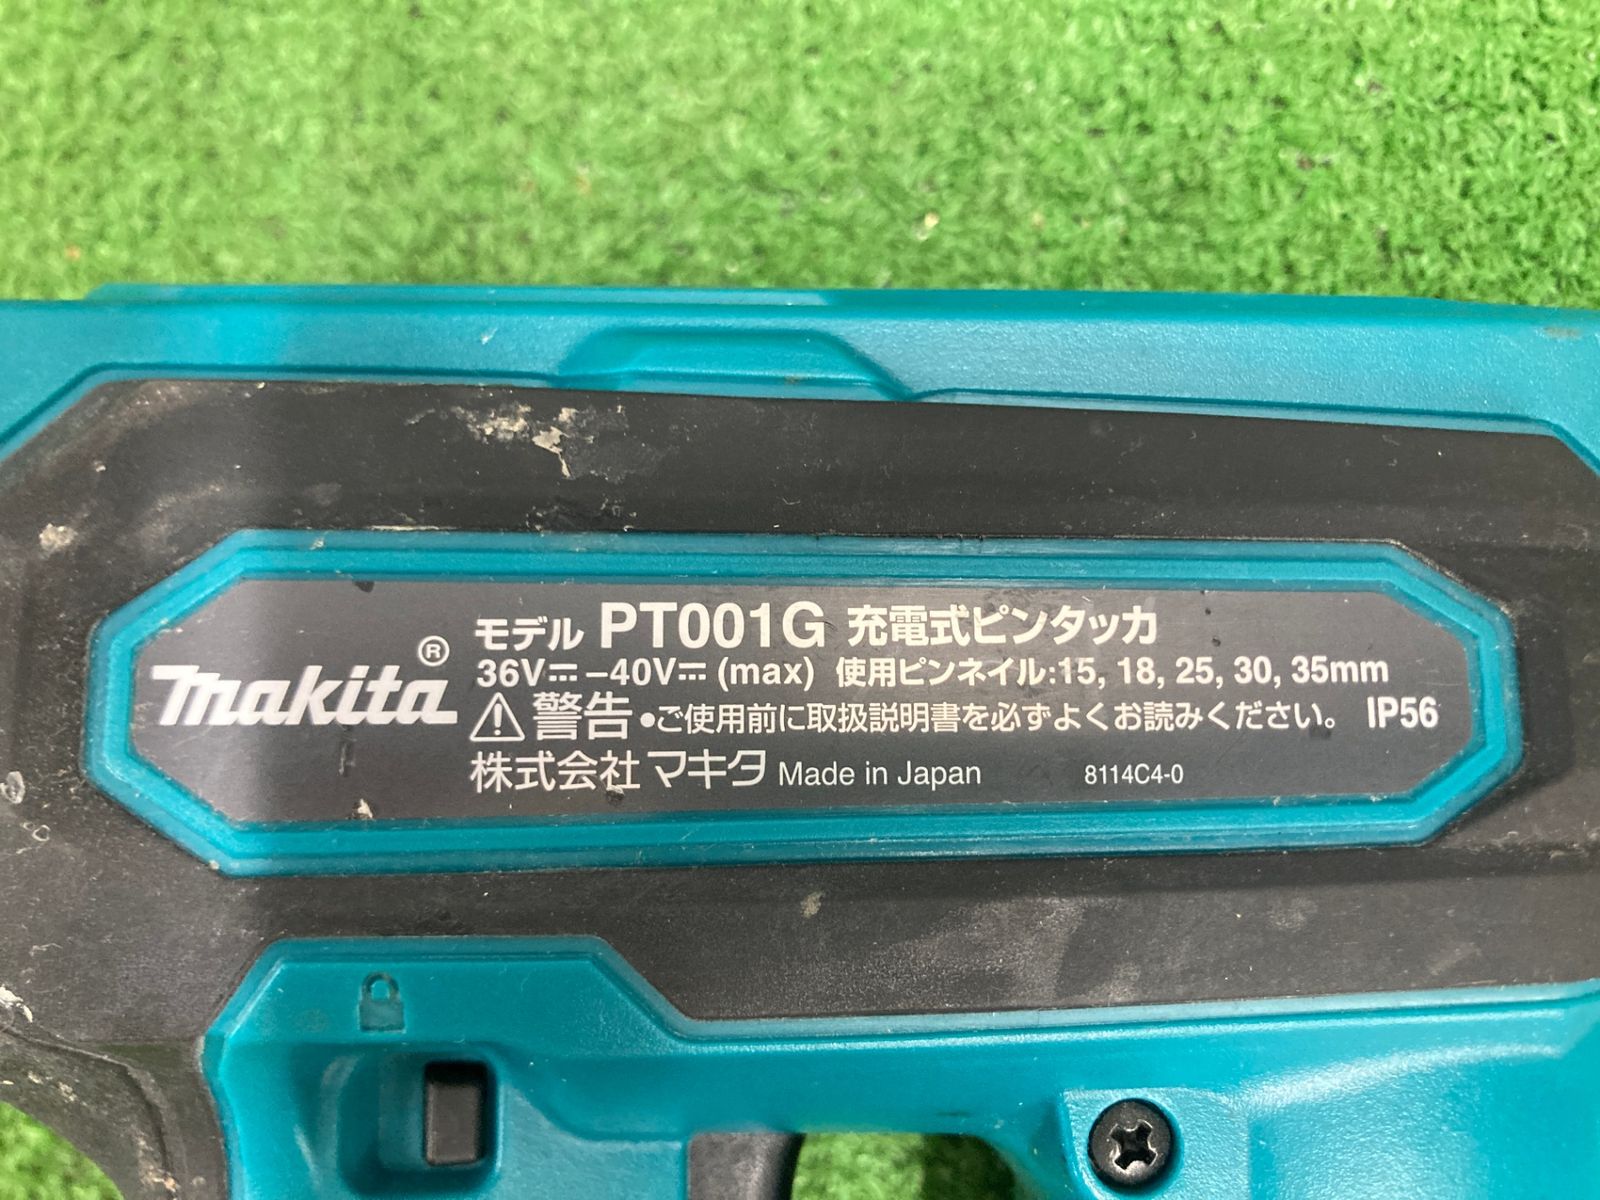 makita®
モデル PT001G 充電式ピンタッカ
36V⎓–40V⎓(max) 使用ピンネイル:15, 18, 25, 30, 35mm
⚠警告 •ご使用前に取扱説明書を必ずよくお読みください。 IP56
株式会社マキタ Made in Japan 8114C4-0